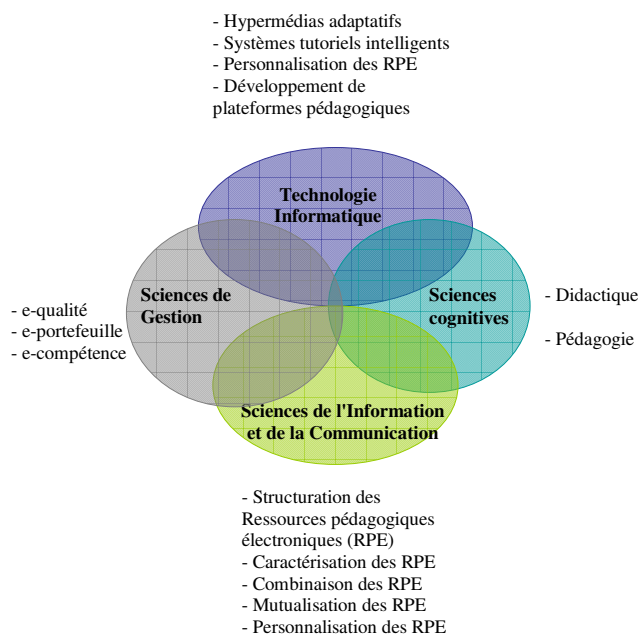 - Hypermédias adaptatifs
- Systèmes tutoriels intelligents
- Personnalisation des RPE
- Développement de
plateformes pédagogiques
Technologie
Informatique
Sciences de
Gestion
Sciences
cognitives
- e-qualité
- e-portefeuille
- e-compétence
- Didactique
- Pédagogie
Sciences de l'Information
et de la Communication
- Structuration des
Ressources pédagogiques
électroniques (RPE)
- Caractérisation des RPE
- Combinaison des RPE
- Mutualisation des RPE
- Personnalisation des RPE